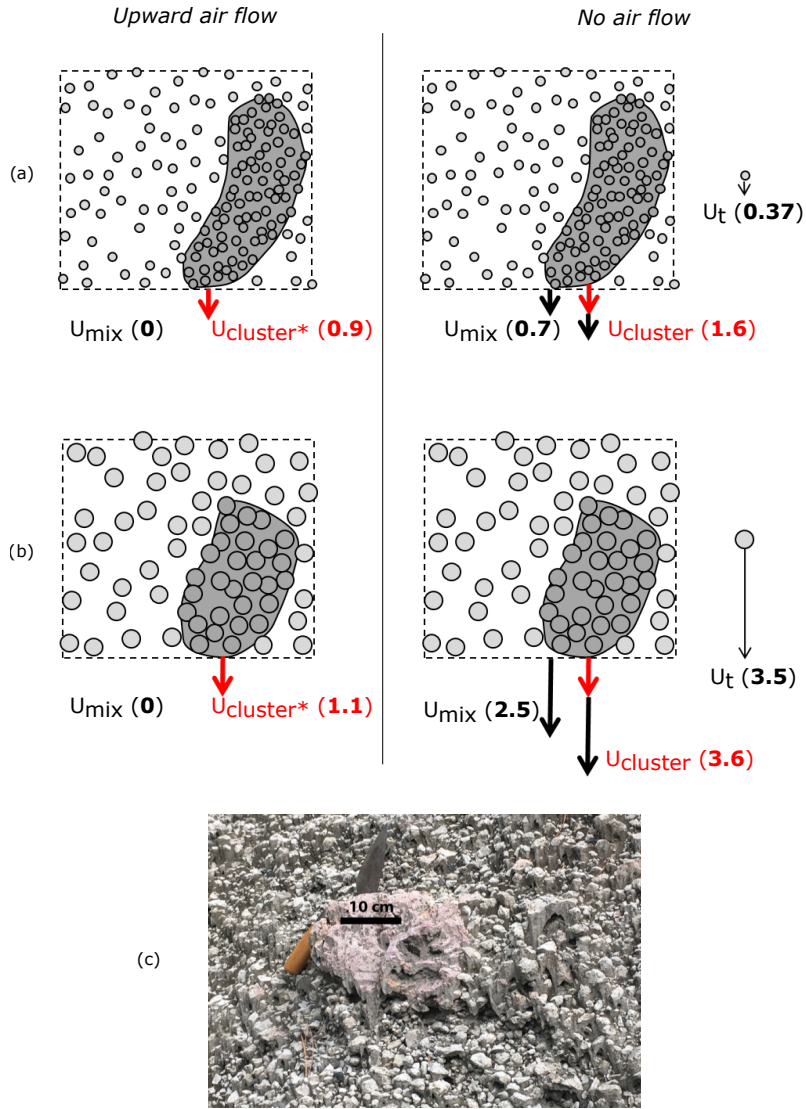 Upward air flow
No air flow
(a)
Ut (0.37)
Umix (0)
Ucluster* (0.9)
Umix (0.7)
Ucluster (1.6)
(b)
Ut (3.5)
Umix (0)
Ucluster* (1.1)
Umix (2.5)
Ucluster (3.6)
(c)
10 cm